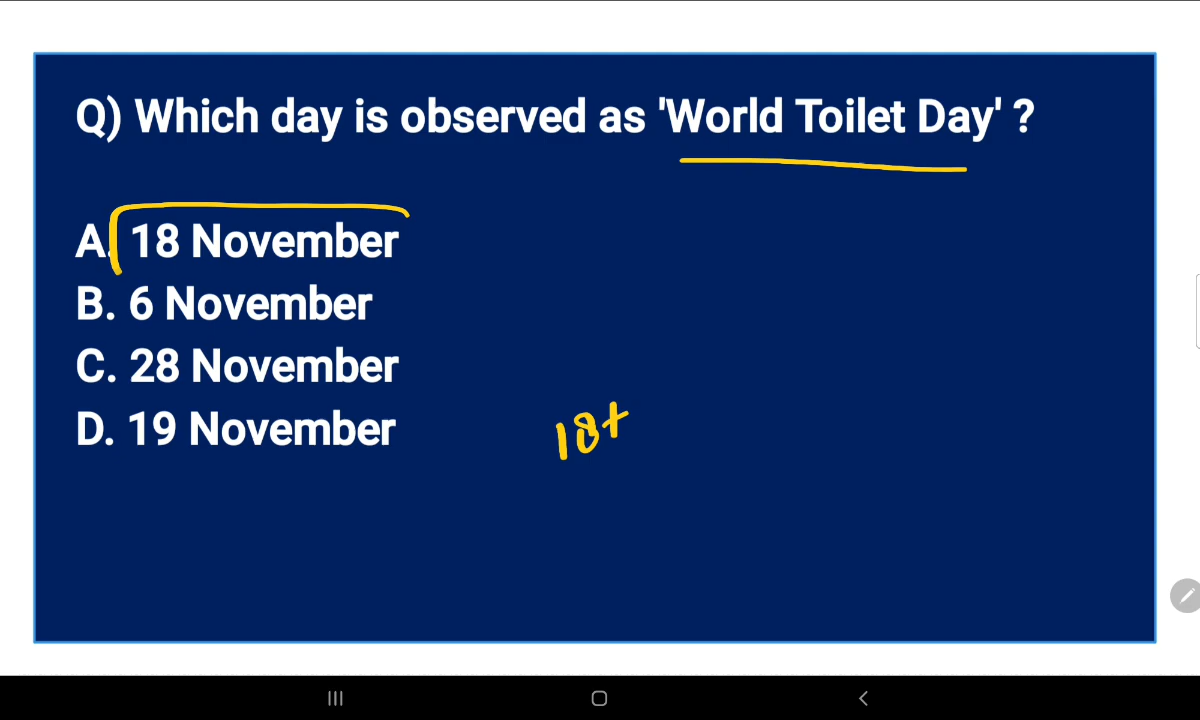 Q) Which day is observed as 'World Toilet Day' ?
A. 18 November
B. 6 November
C. 28 November
D. 19 November
18+